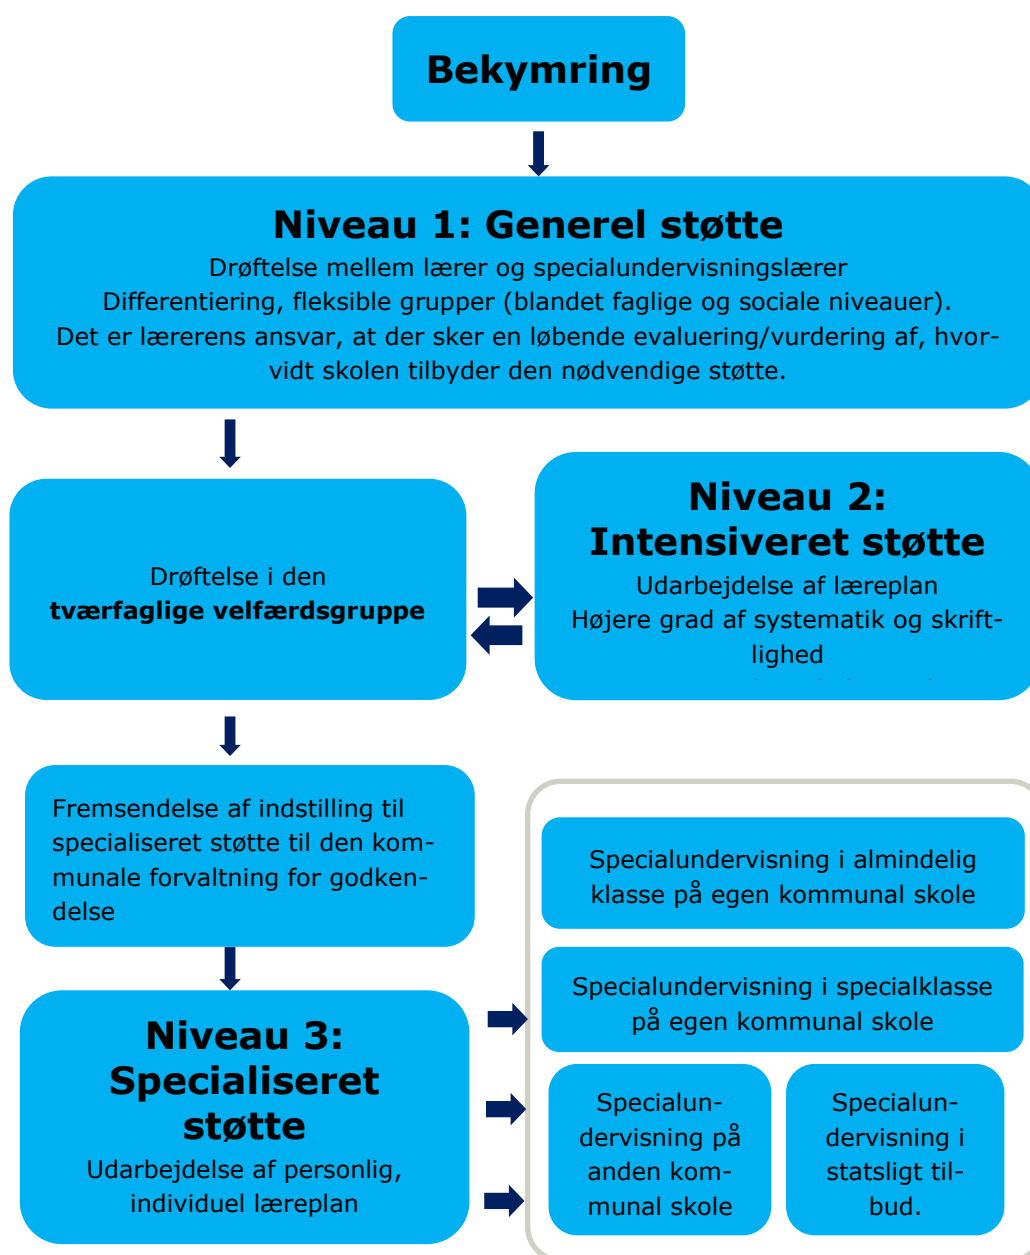 Bekymring
Niveau 1: Generel støtte
Drøftelse mellem lærer og specialundervisningslærer
Differentiering, fleksible grupper (blandet faglige og sociale niveauer).
Det er lærerens ansvar, at der sker en løbende evaluering/vurdering af, hvor-
vidt skolen tilbyder den nødvendige støtte.
Drøftelse i den
tværfaglige velfærdsgruppe
Niveau 2:
Intensiveret støtte
Udarbejdelse af læreplan
Højere grad af systematik og skrift-
lighed
Fremsendelse af indstilling til
specialiseret støtte til den kom-
munale forvaltning for godken-
delse
Niveau 3:
Specialiseret
støtte
Udarbejdelse af personlig,
individuel læreplan
Specialundervisning i almindelig
klasse på egen kommunal skole
Specialundervisning i specialklasse
på egen kommunal skole
Specialun-
dervisning på
anden kom-
munal skole
Specialun-
dervisning i
statsligt til-
bud.